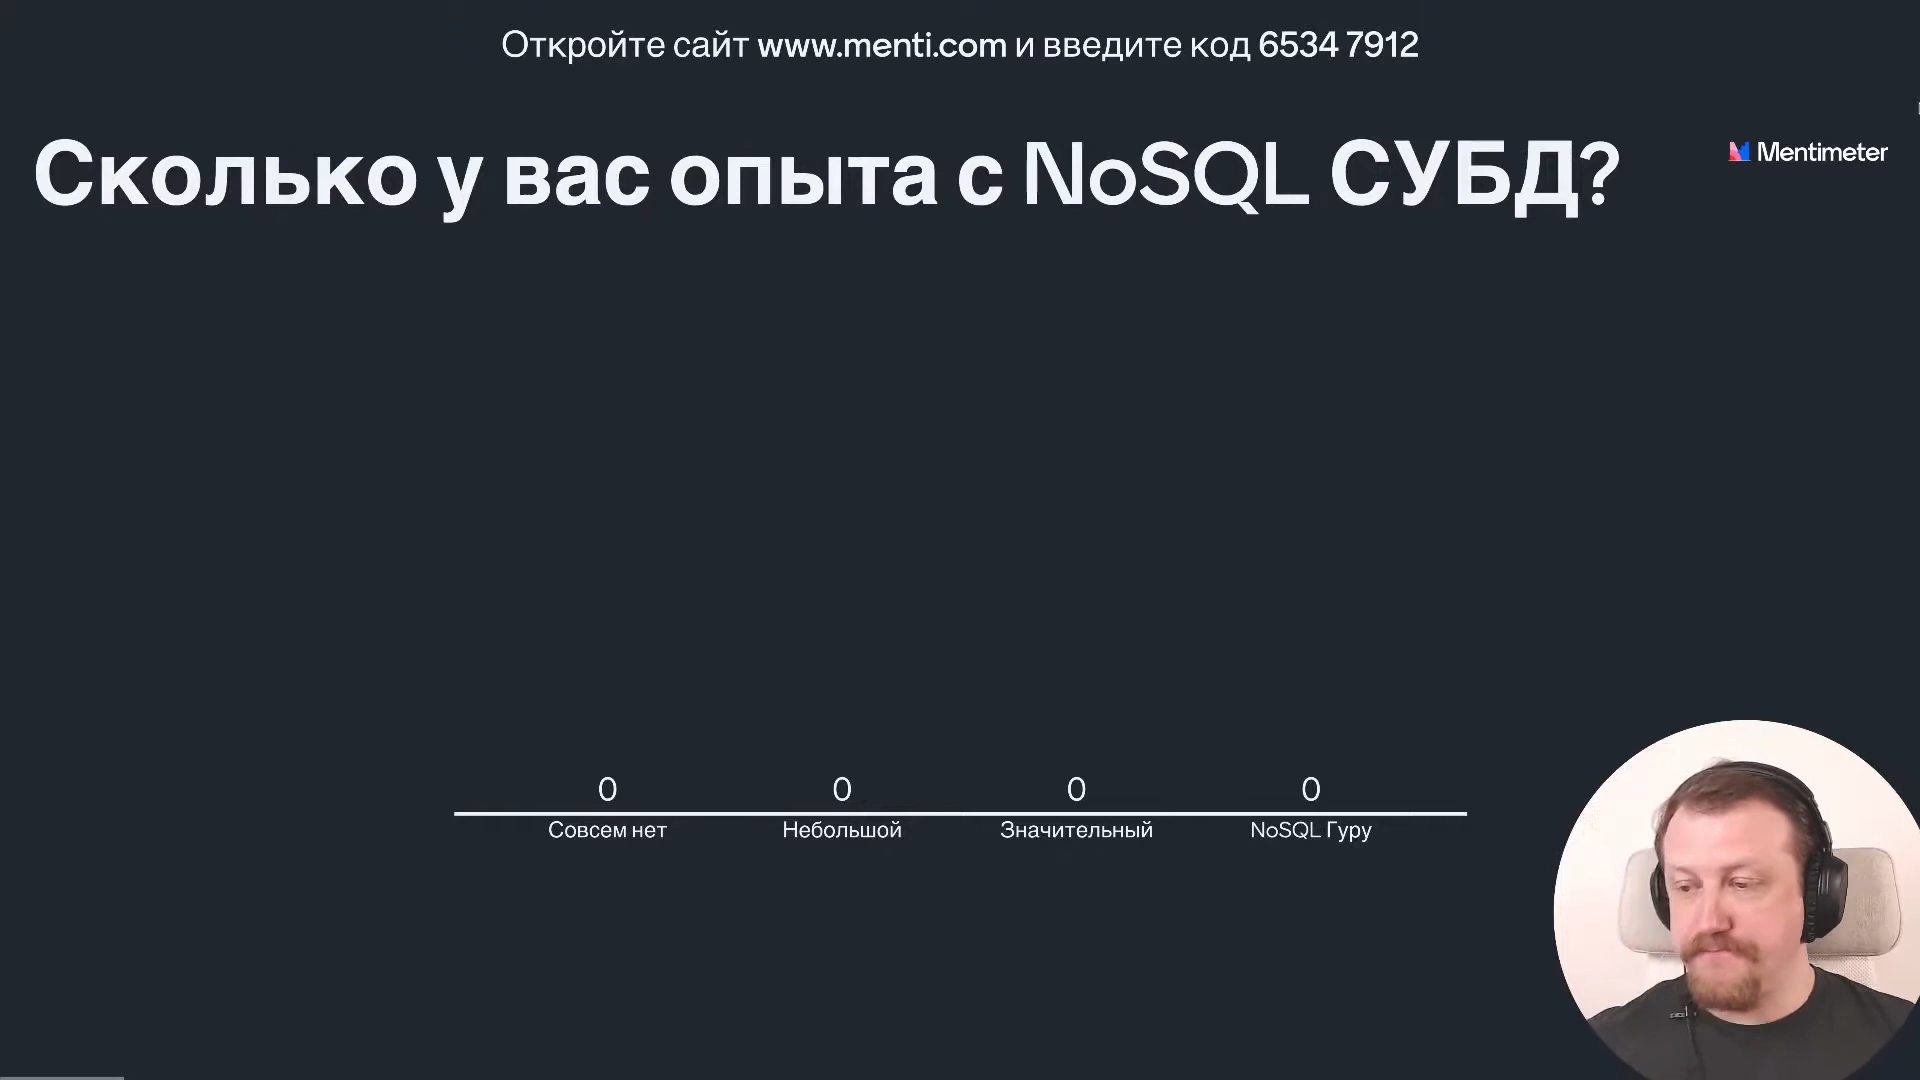 Откройте сайт www.menti.com и введите код 6534 7912
Сколько у вас опыта с NoSQL СУБД?
Mentimeter
0 0 0 0
Совсем нет Небольшой Значительный NoSQL Гуру